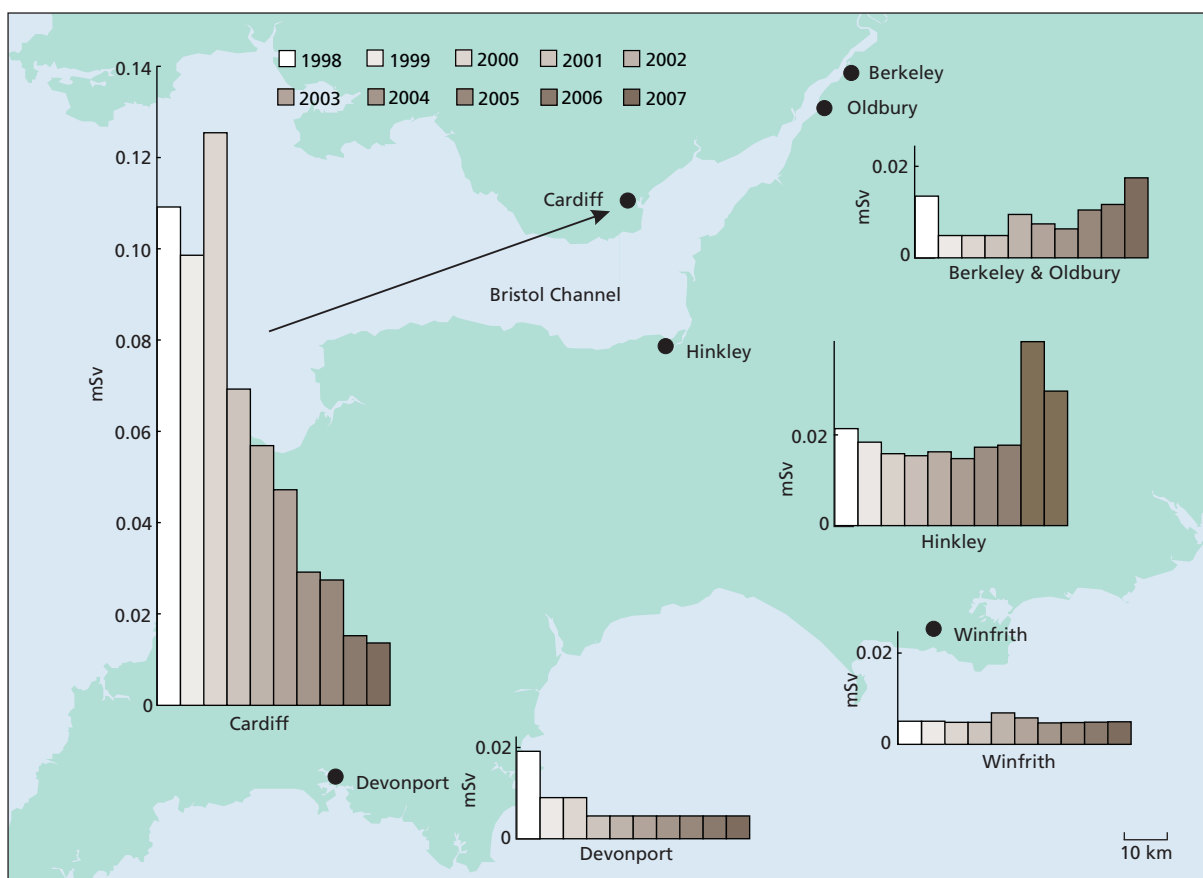 1998 1999 2000 2001 2002
2003 2004 2005 2006 2007
0.14
0.12
0.10
0.08
0.06
0.04
0.02
0
mSv
Cardiff
Berkeley
Oldbury
Cardiff
Bristol Channel
Hinkley
0.02
0
mSv
Berkeley & Oldbury
0.02
0
mSv
Hinkley
Winfrith
0.02
0
mSv
Winfrith
Devonport
0.02
0
mSv
Devonport
10 km